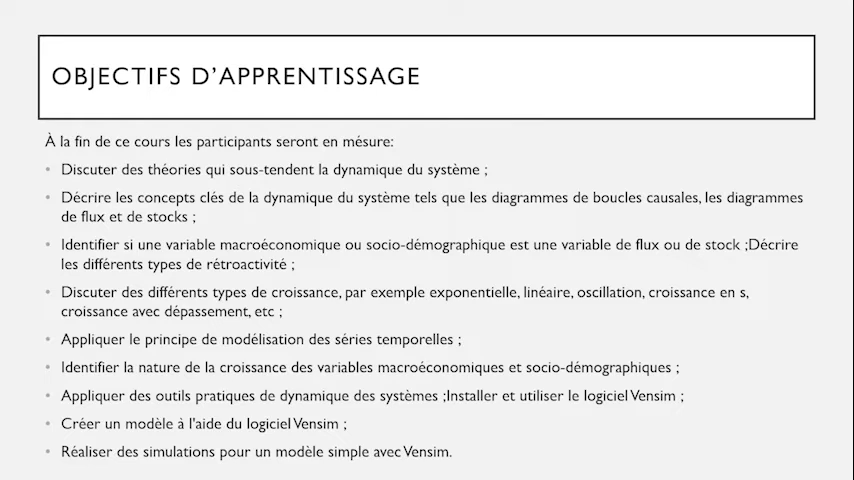 OBJECTIFS D’APPRENTISSAGE
À la fin de ce cours les participants seront en mésure:
• Discuter des théories qui sous-tendent la dynamique du système ;
• Décrire les concepts clés de la dynamique du système tels que les diagrammes de boucles causales, les diagrammes
de flux et de stocks ;
• Identifier si une variable macroéconomique ou socio-démographique est une variable de flux ou de stock ;Décrire
les différents types de rétroactivité ;
• Discuter des différents types de croissance, par exemple exponentielle, linéaire, oscillation, croissance en s,
croissance avec dépassement, etc ;
• Appliquer le principe de modélisation des séries temporelles ;
• Identifier la nature de la croissance des variables macroéconomiques et socio-démographiques ;
• Appliquer des outils pratiques de dynamique des systèmes ;Installer et utiliser le logiciel Vensim ;
• Créer un modèle à l'aide du logiciel Vensim ;
• Réaliser des simulations pour un modèle simple avec Vensim.